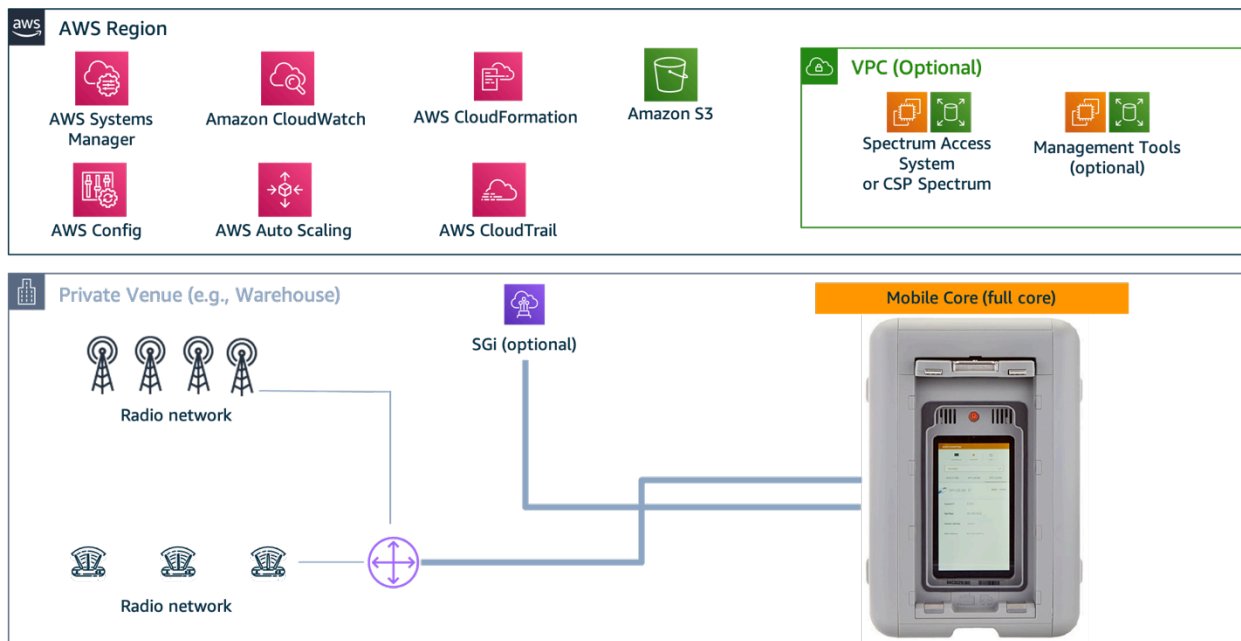 aws
AWS Region
AWS Systems
Manager
Amazon CloudWatch
AWS CloudFormation
Amazon S3
AWS Config
AWS Auto Scaling
AWS CloudTrail
VPC (Optional)
Spectrum Access
System
or CSP Spectrum
Management Tools
(optional)
Private Venue (e.g., Warehouse)
Radio network
SGi (optional)
Mobile Core (full core)
Radio network